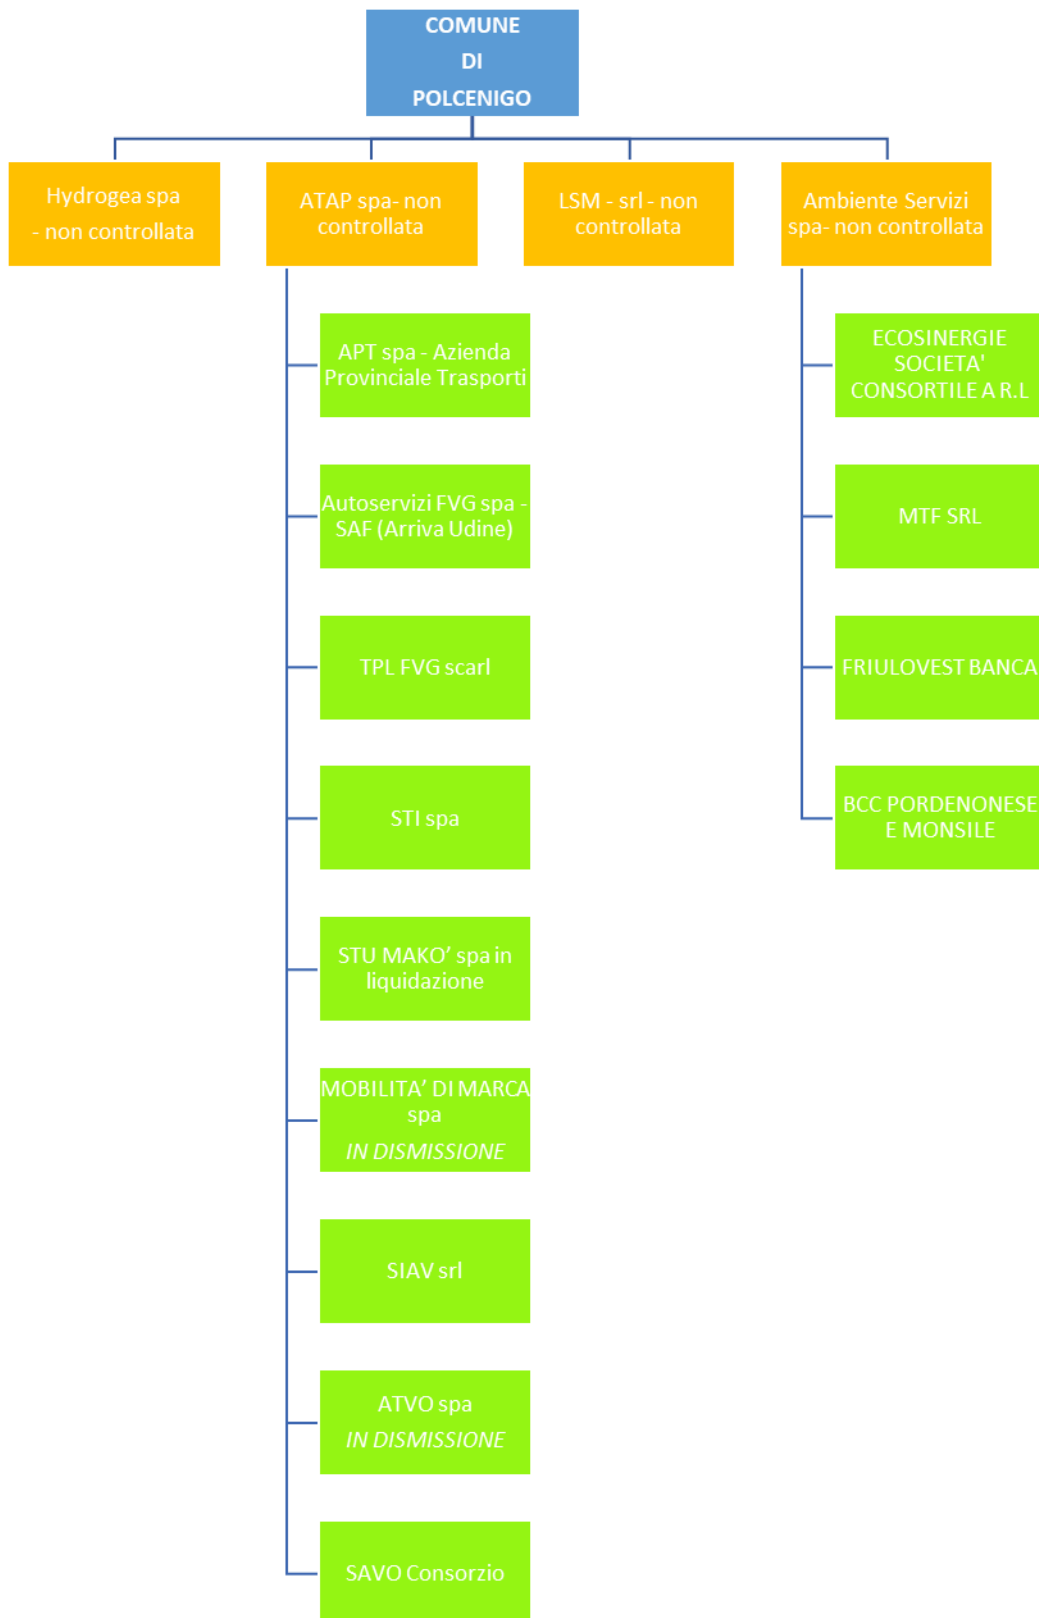 COMUNE
DI
POLCENIGO
Hydrogea spa
- non controllata
ATAP spa- non
controllata
LSM - srl - non
controllata
Ambiente Servizi
spa- non controllata
APT spa - Azienda
Provinciale Trasporti
Autoservizi FVG spa -
SAF (Arriva Udine)
TPL FVG scarl
STI spa
STU MAKO’ spa in
liquidazione
MOBILITA’ DI MARCA
spa
IN DISMISSIONE
SIAV srl
ATVO spa
IN DISMISSIONE
SAVO Consorzio
ECOSINERGIE
SOCIETA'
CONSORTILE A R.L
MTF SRL
FRIULOVEST BANCA
BCC PORDENONESE
E MONSILE